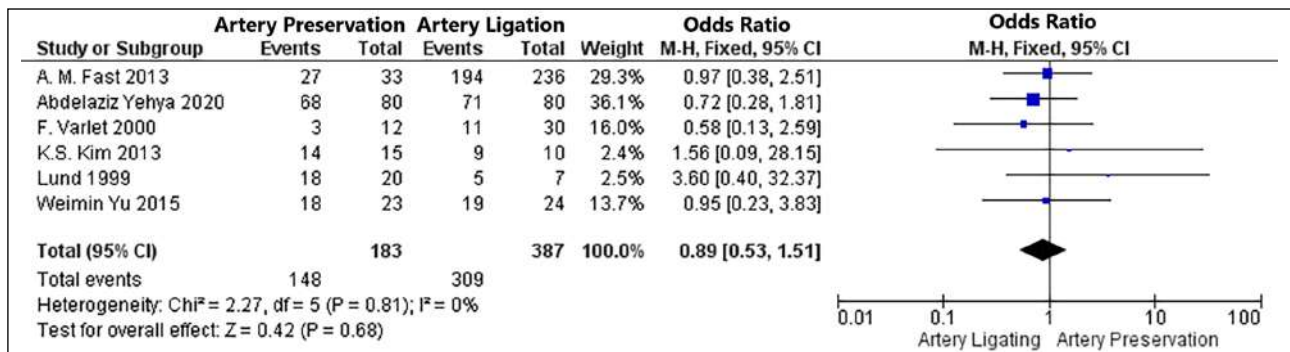 Artery Preservation Artery Ligation Odds Ratio Odds Ratio
Study or Subgroup Events Total Events Total Weight M-H, Fixed, 95% CI M-H, Fixed, 95% CI
A. M. Fast 2013 27 33 194 236 29.3% 0.97 [0.38, 2.51]
Abdelaziz Yehya 2020 68 80 71 80 36.1% 0.72 [0.28, 1.81]
F. Varlet 2000 3 12 11 30 16.0% 0.58 [0.13, 2.59]
K.S. Kim 2013 14 15 9 10 2.4% 1.56 [0.09, 28.15]
Lund 1999 18 20 5 7 2.5% 3.60 [0.40, 32.37]
Weimin Yu 2015 18 23 19 24 13.7% 0.95 [0.23, 3.83]
Total (95% CI) 183 387 100.0% 0.89 [0.53, 1.51]
Total events 148 309
Heterogeneity: Chi² = 2.27, df = 5 (P = 0.81); I² = 0%
Test for overall effect: Z = 0.42 (P = 0.68)
0.01 0.1 1 10 100
Artery Ligating Artery Preservation